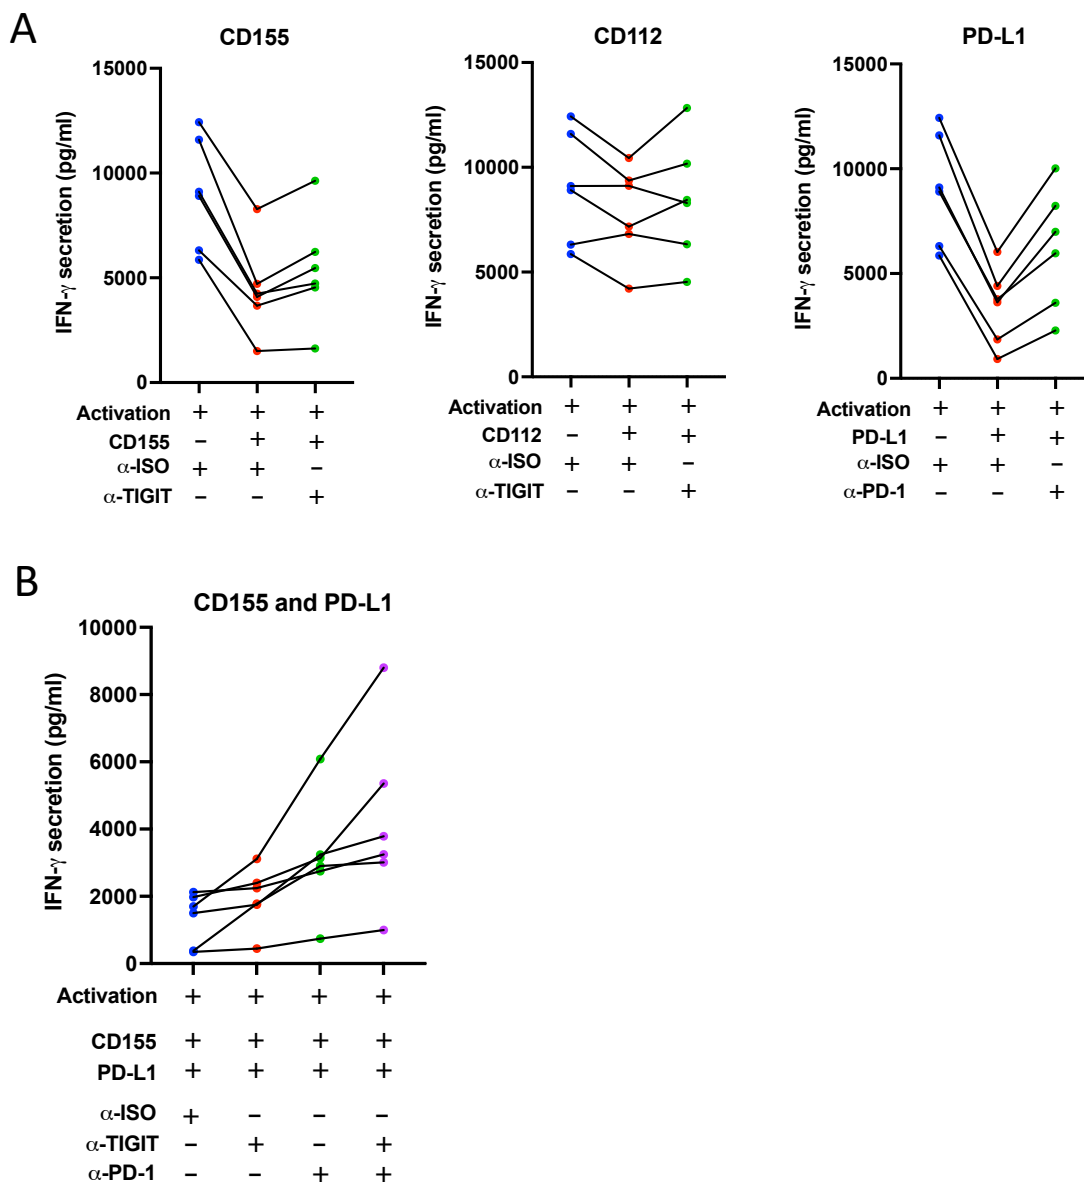 A
CD155
CD112
PD-L1
IFN-γ secretion (pg/ml)
15000
10000
5000
0
Activation + + +
CD155 – + +
α-ISO + + –
α-TIGIT – – +
IFN-γ secretion (pg/ml)
15000
10000
5000
0
Activation + + +
CD112 – + +
α-ISO + + –
α-TIGIT – – +
IFN-γ secretion (pg/ml)
15000
10000
5000
0
Activation + + +
PD-L1 – + +
α-ISO + + –
α-PD-1 – – +
B
CD155 and PD-L1
IFN-γ secretion (pg/ml)
10000
8000
6000
4000
2000
0
Activation + + + +
CD155 + + + +
PD-L1 + + + +
α-ISO + – – –
α-TIGIT – + – +
α-PD-1 – – + +